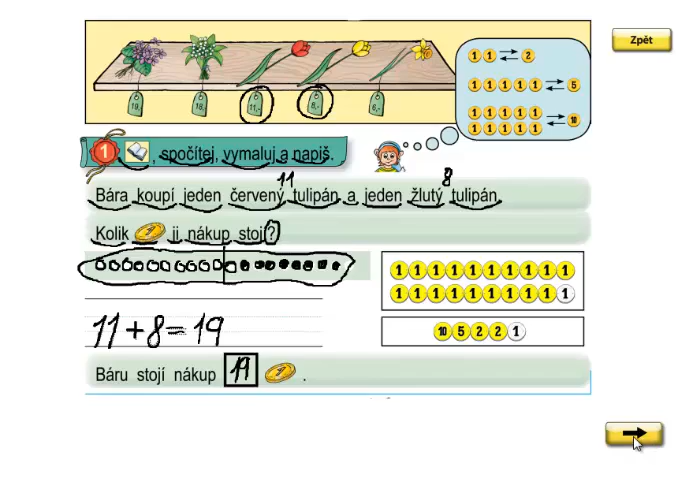 Zpět
1 1 2
1 1 1 1 1 5
1 1 1 1 1 10
1 1 1 1 1
19,- 18,- 11,- 8,- 6,-
1 , spočítej, vymaluj a napiš.
11 8
Bára koupí jeden červený tulipán a jeden žlutý tulipán.
Kolik 1 jí nákup stojí?
1 1 1 1 1 1 1 1 1 1
1 1 1 1 1 1 1 1 1 1
11+8=19
10 5 2 2 1
Báru stojí nákup 19 1 .